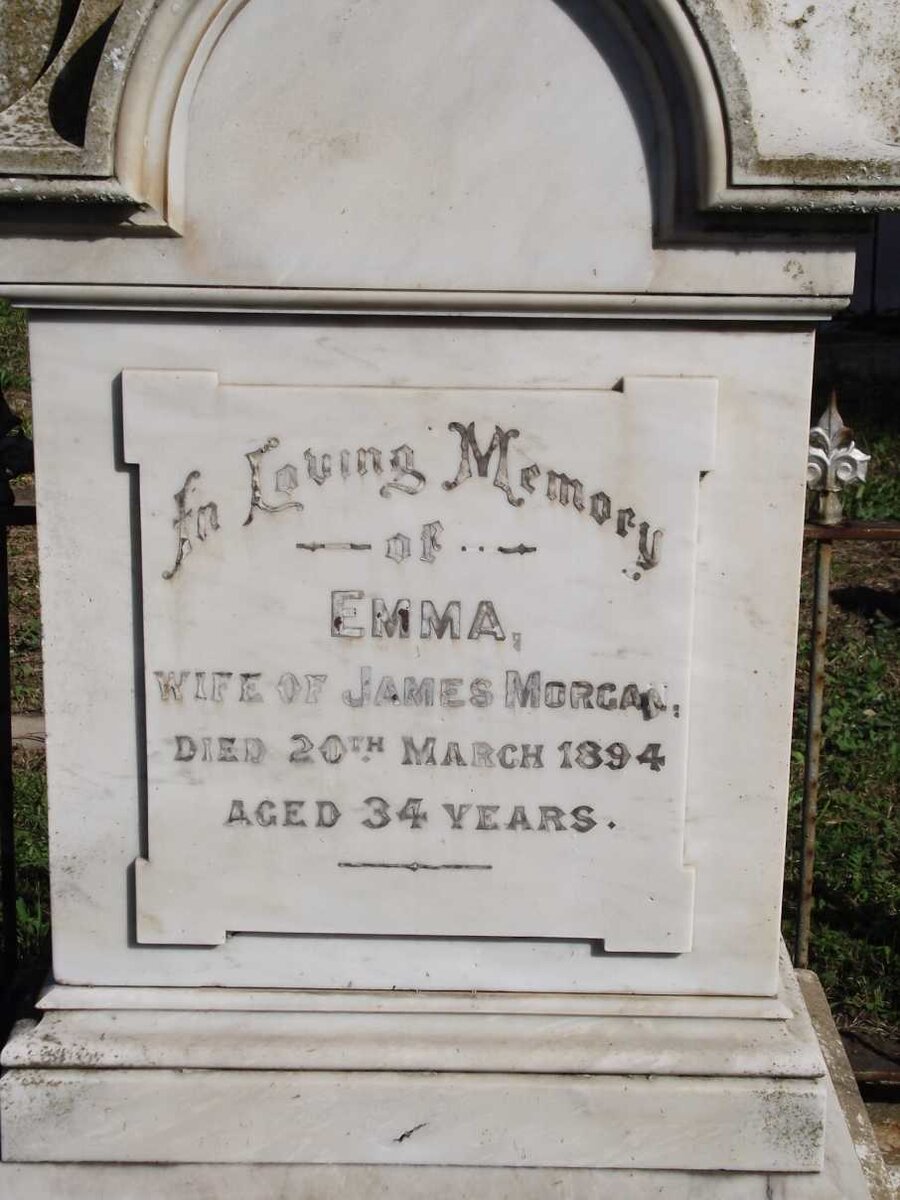 In Loving Memory
of
EMMA,
WIFE OF JAMES MORGAN,
DIED 20TH MARCH 1894
AGED 34 YEARS.